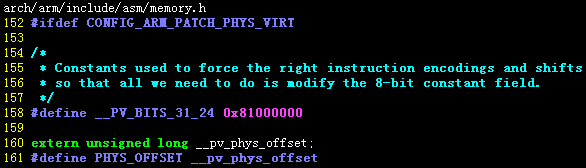 arch/arm/include/asm/memory.h
152 #ifdef CONFIG_ARM_PATCH_PHYS_VIRT
153
154 /*
155  * Constants used to force the right instruction encodings and shifts
156  * so that all we need to do is modify the 8-bit constant field.
157  */
158 #define __PV_BITS_31_24 0x81000000
159
160 extern unsigned long __pv_phys_offset;
161 #define PHYS_OFFSET __pv_phys_offset